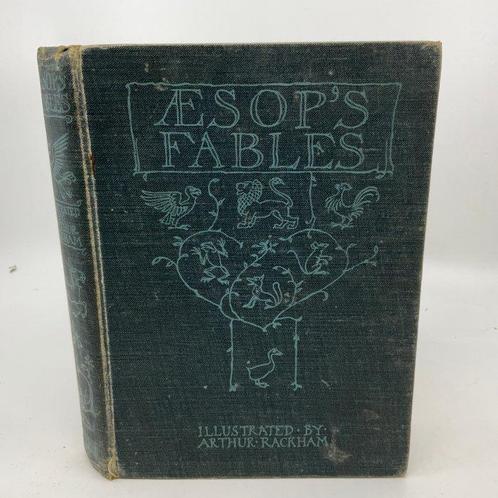 ÆSOP'S
FABLES
ILLUSTRATED · BY ·
ARTHUR · RACKHAM